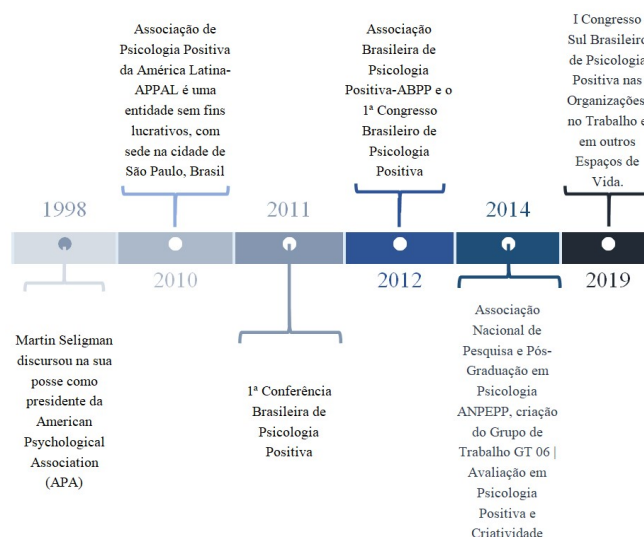 1998
Martin Seligman
discursou na sua
posse como
presidente da
American
Psychological
Association
(APA)
Associação de
Psicologia Positiva
da América Latina-
APPAL é uma
entidade sem fins
lucrativos, com
sede na cidade de
São Paulo, Brasil
2010
2011
1ª Conferência
Brasileira de
Psicologia
Positiva
Associação
Brasileira de
Psicologia
Positiva-ABPP e o
1ª Congresso
Brasileiro de
Psicologia
Positiva
2012
2014
Associação
Nacional de
Pesquisa e Pós-
Graduação em
Psicologia
ANPEPP, criação
do Grupo de
Trabalho GT 06 |
Avaliação em
Psicologia
Positiva e
Criatividade
I Congresso
Sul Brasileiro
de Psicologia
Positiva nas
Organizações,
no Trabalho e
em outros
Espaços de
Vida.
2019